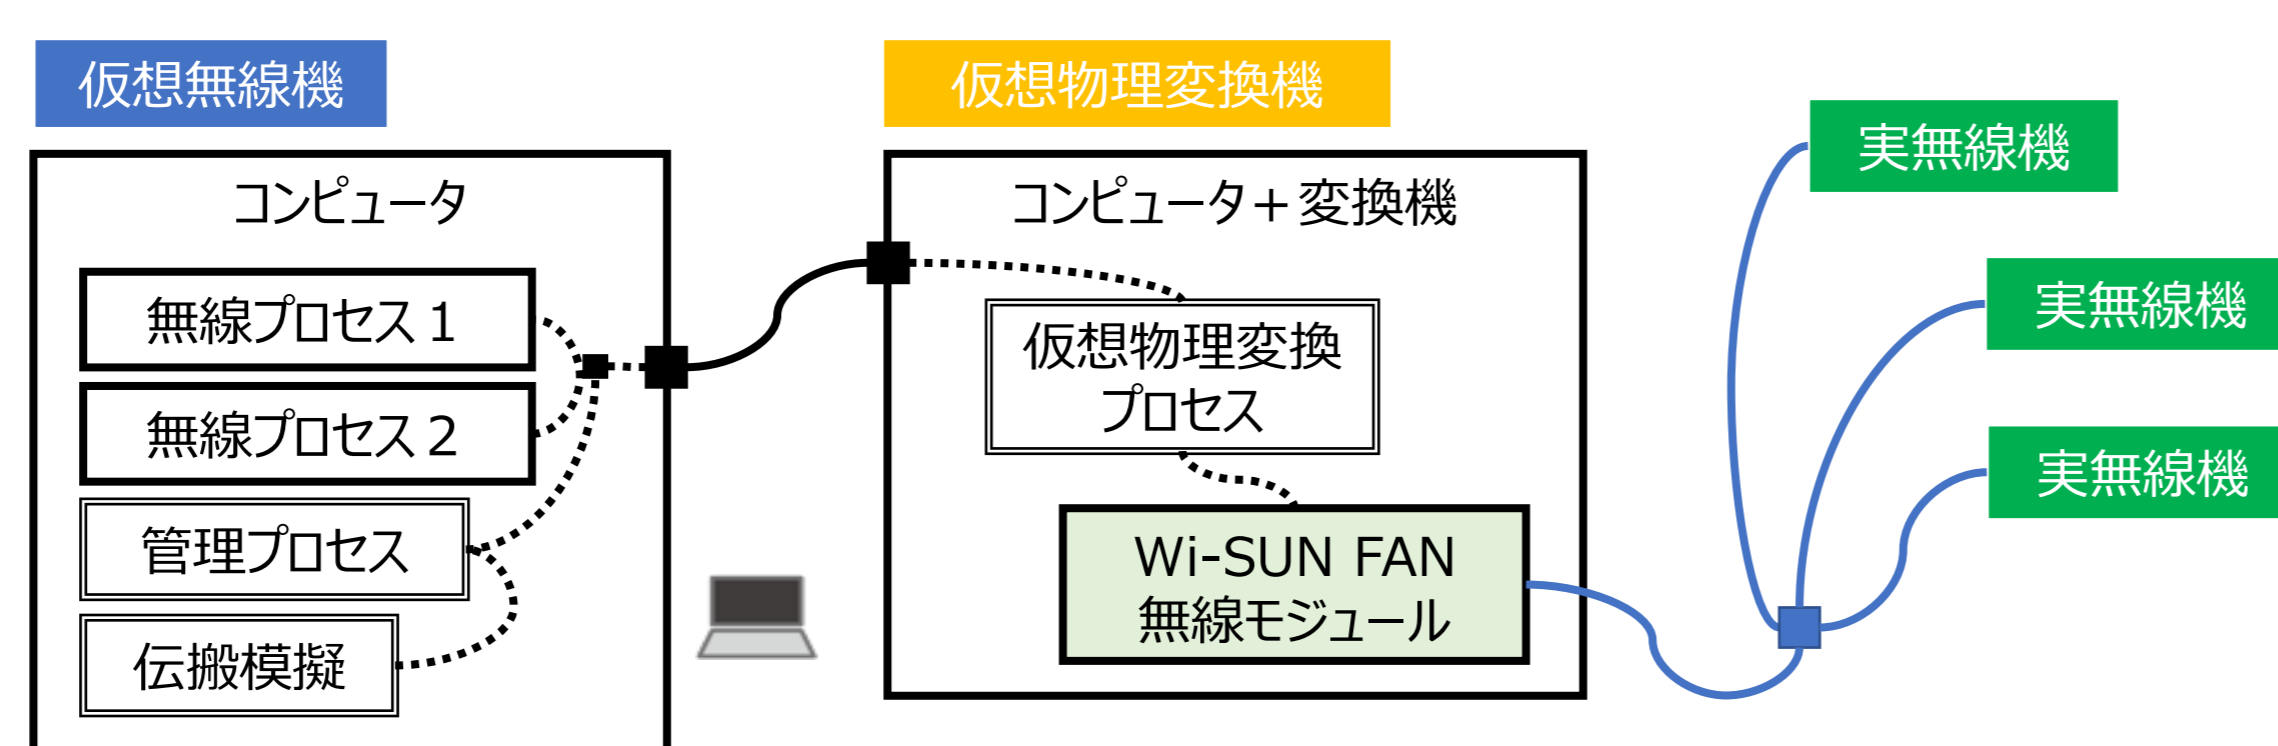 仮想無線機
コンピュータ
無線プロセス１
無線プロセス２
管理プロセス
伝搬模擬
仮想物理変換機
コンピュータ＋変換機
仮想物理変換
プロセス
Wi-SUN FAN
無線モジュール
実無線機
実無線機
実無線機